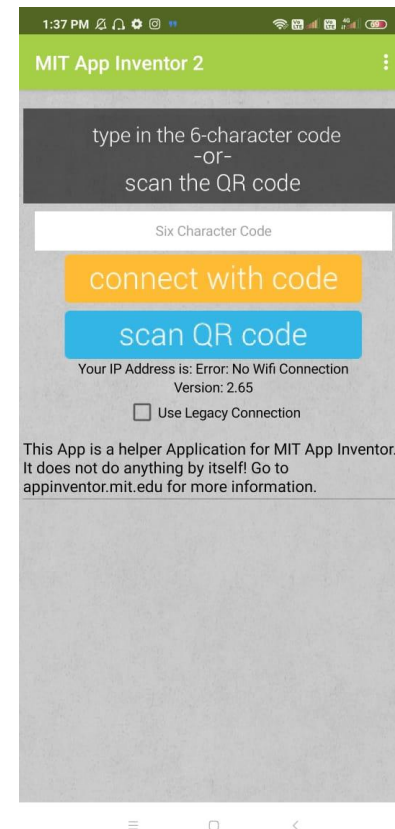 1:37 PM
MIT App Inventor 2
type in the 6-character code
-or-
scan the QR code
Six Character Code
connect with code
scan QR code
Your IP Address is: Error: No Wifi Connection
Version: 2.65
Use Legacy Connection
This App is a helper Application for MIT App Inventor.
It does not do anything by itself! Go to
appinventor.mit.edu for more information.